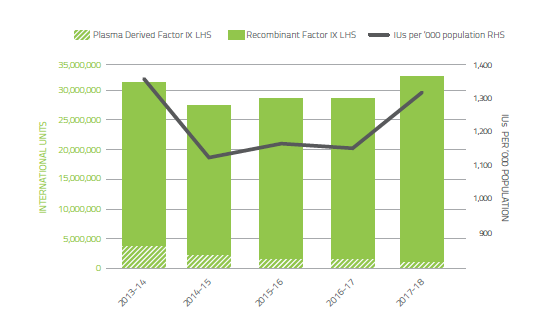 Plasma Derived Factor IX LHS Recombinant Factor IX LHS IUs per '000 population RHS
35,000,000 1,400
30,000,000 1,300
25,000,000 1,200
20,000,000 1,100
15,000,000
10,000,000 1,000
5,000,000 900
0
INTERNATIONAL UNITS
IUs PER '000 POPULATION
2013-14 2014-15 2015-16 2016-17 2017-18